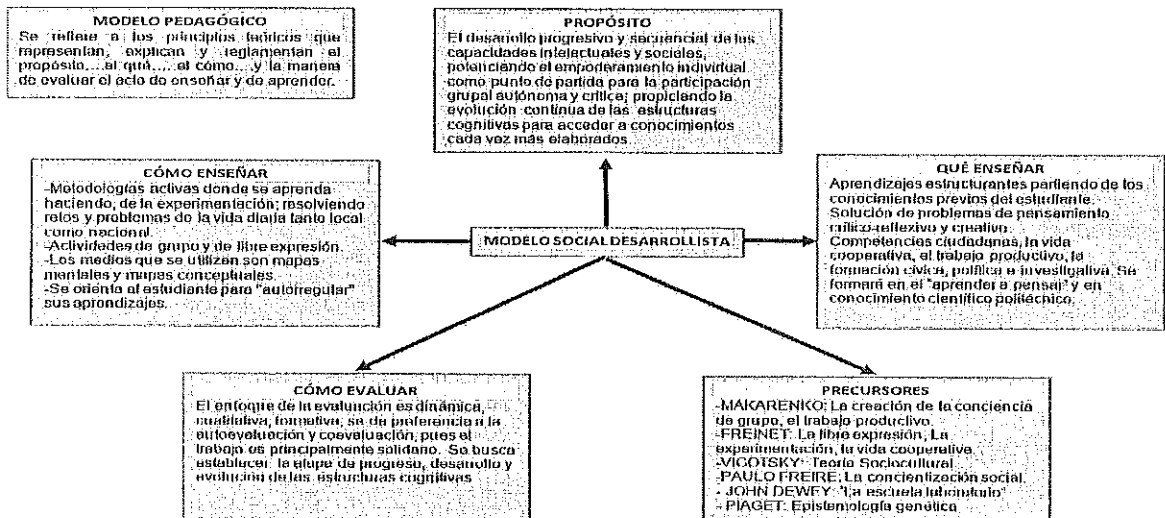 MODELO PEDAGÓGICO
Se refiere a los principios teóricos que
representan, explican y reglamentan el
propósito....el qué.... el cómo....y la manera
de evaluar el acto de enseñar y de aprender.
PROPÓSITO
El desarrollo progresivo y secuencial de las
capacidades intelectuales y sociales,
potenciando el empoderamiento individual
como punto de partida para la participación
grupal autónoma y crítica; propiciando la
evolución continua de las estructuras
cognitivas para acceder a conocimientos
cada vez más elaborados
CÓMO ENSEÑAR
-Metodologías activas donde se aprenda
haciendo; de la experimentación; resolviendo
retos y problemas de la vida diaria tanto local
como nacional.
-Actividades de grupo y de libre expresión.
-Los medios que se utilizan son mapas
mentales y mapas conceptuales.
-Se orienta al estudiante para "autorregular"
sus aprendizajes.
MODELO SOCIAL DESARROLLISTA
QUÉ ENSEÑAR
Aprendizajes estructurantes partiendo de los
conocimientos previos del estudiante.
Solución de problemas de pensamiento
crítico-reflexivo y creativo.
Competencias ciudadanas, la vida
cooperativa, el trabajo productivo, la
formación cívica, política e investigativa. Se
formará en el "aprender a pensar" y en
conocimiento científico politécnico.
CÓMO EVALUAR
El enfoque de la evaluación es dinámica,
cualitativa, formativa, se da preferencia a la
autoevaluación y coevaluación, pues el
trabajo es principalmente solidario. Se busca
establecer la etapa de progreso, desarrollo y
evolución de las estructuras cognitivas
PRECURSORES
-MAKARENKO: La creación de la conciencia
de grupo, el trabajo productivo.
-FREINET: La libre expresión, La
experimentación, la vida cooperativa
-VICOTSKY: Teoría Sociocultural
-PAULO FREIRE: La concientización social.
- JOHN DEWEY: "La escuela laboratorio"
- PIAGET: Epistemología genética